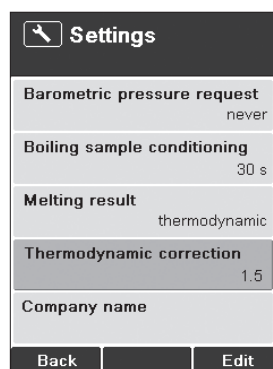 Settings
Barometric pressure request
never
Boiling sample conditioning
30 s
Melting result
thermodynamic
Thermodynamic correction
1.5
Company name
Back
Edit